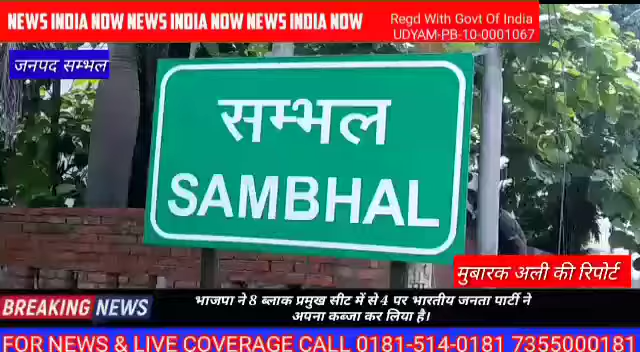 NEWS INDIA NOW NEWS INDIA NOW NEWS INDIA NOW
Regd With Govt Of India
UDYAM-PB-10-0001067
जनपद सम्भल
सम्भल
SAMBHAL
मुबारक अली की रिपोर्ट
BREAKING NEWS
भाजपा ने 8 ब्लाक प्रमुख सीट में से 4 पर भारतीय जनता पार्टी ने
अपना कब्जा कर लिया है।
FOR NEWS & LIVE COVERAGE CALL 0181-514-0181 7355000181